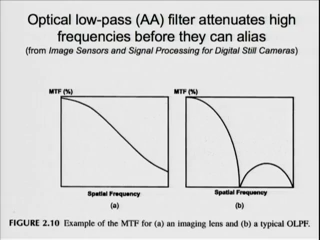 Optical low-pass (AA) filter attenuates high
frequencies before they can alias
(from Image Sensors and Signal Processing for Digital Still Cameras)
MTF (%) MTF (%)
Spatial Frequency Spatial Frequency
(a) (b)
FIGURE 2.10 Example of the MTF for (a) an imaging lens and (b) a typical OLPF.